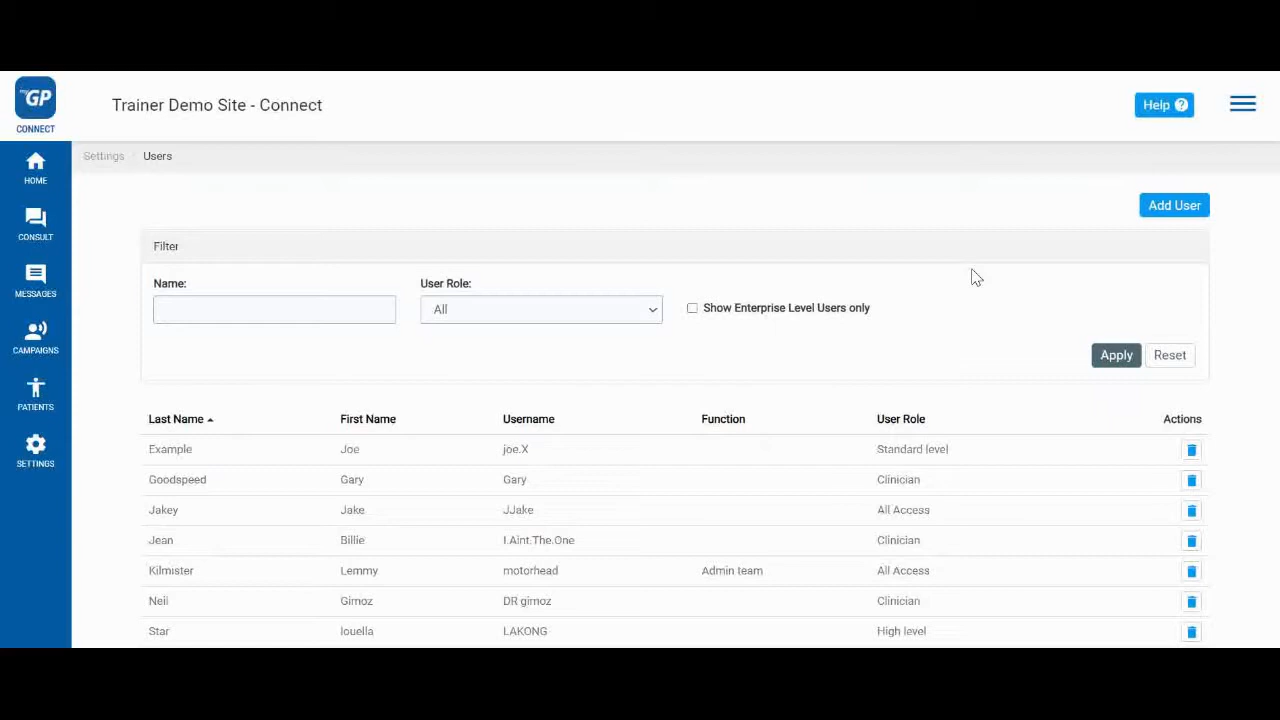 myGP
CONNECT
Trainer Demo Site - Connect
Help ?
Settings / Users
HOME
CONSULT
MESSAGES
CAMPAIGNS
PATIENTS
SETTINGS
Add User
Filter
Name: User Role:
All Show Enterprise Level Users only
Apply Reset
Last Name First Name Username Function User Role Actions
Example Joe joe.X Standard level
Goodspeed Gary Gary Clinician
Jakey Jake JJake All Access
Jean Billie I.Aint.The.One Clinician
Kilmister Lemmy motorhead Admin team All Access
Neil Gimoz DR gimoz Clinician
Star louella LAKONG High level